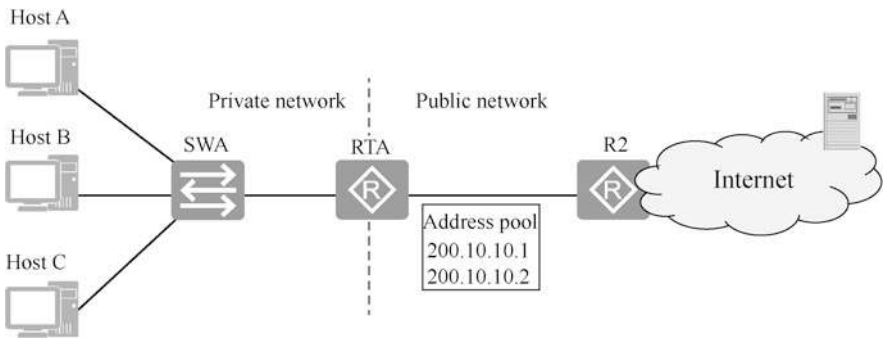 Host A
Private network
Public network
Host B
SWA
RTA
R2
R
R
Internet
Address pool
200.10.10.1
200.10.10.2
Host C